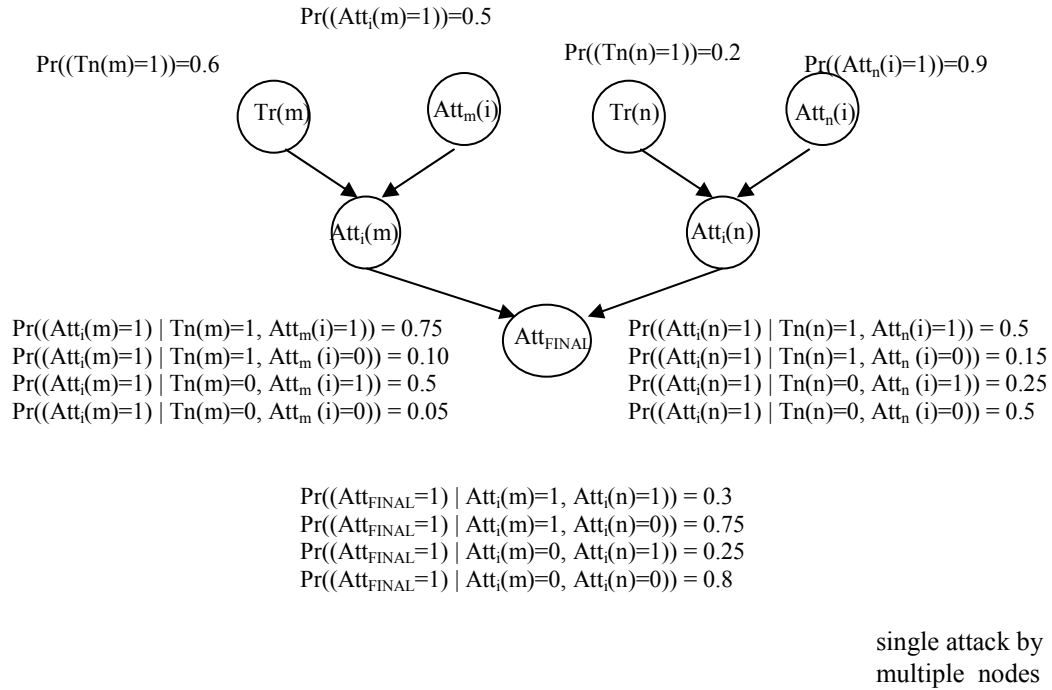 Pr((Att_i(m)=1))=0.5
Pr((Tn(m)=1))=0.6
Pr((Tn(n)=1))=0.2
Pr((Att_n(i)=1))=0.9
Tr(m)
Att_m(i)
Tr(n)
Att_n(i)
Att_i(m)
Att_i(n)
Att_FINAL
Pr((Att_i(m)=1) | Tn(m)=1, Att_m(i)=1)) = 0.75
Pr((Att_i(m)=1) | Tn(m)=1, Att_m (i)=0)) = 0.10
Pr((Att_i(m)=1) | Tn(m)=0, Att_m (i)=1)) = 0.5
Pr((Att_i(m)=1) | Tn(m)=0, Att_m (i)=0)) = 0.05
Pr((Att_i(n)=1) | Tn(n)=1, Att_n(i)=1)) = 0.5
Pr((Att_i(n)=1) | Tn(n)=1, Att_n (i)=0)) = 0.15
Pr((Att_i(n)=1) | Tn(n)=0, Att_n (i)=1)) = 0.25
Pr((Att_i(n)=1) | Tn(n)=0, Att_n (i)=0)) = 0.5
Pr((Att_FINAL=1) | Att_i(m)=1, Att_i(n)=1)) = 0.3
Pr((Att_FINAL=1) | Att_i(m)=1, Att_i(n)=0)) = 0.75
Pr((Att_FINAL=1) | Att_i(m)=0, Att_i(n)=1)) = 0.25
Pr((Att_FINAL=1) | Att_i(m)=0, Att_i(n)=0)) = 0.8
single attack by
multiple nodes